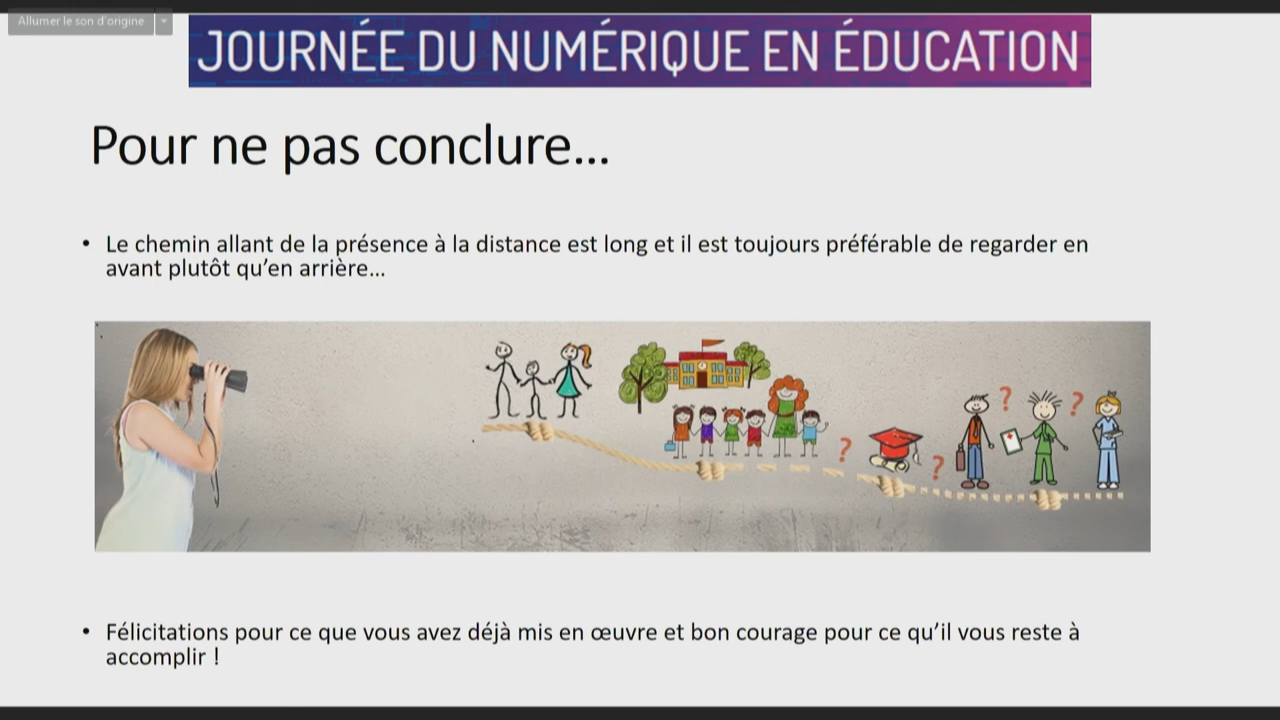 Allumer le son d'origine
JOURNÉE DU NUMÉRIQUE EN ÉDUCATION
Pour ne pas conclure...
• Le chemin allant de la présence à la distance est long et il est toujours préférable de regarder en
avant plutôt qu'en arrière...
?
?
?
?
• Félicitations pour ce que vous avez déjà mis en œuvre et bon courage pour ce qu'il vous reste à
accomplir !